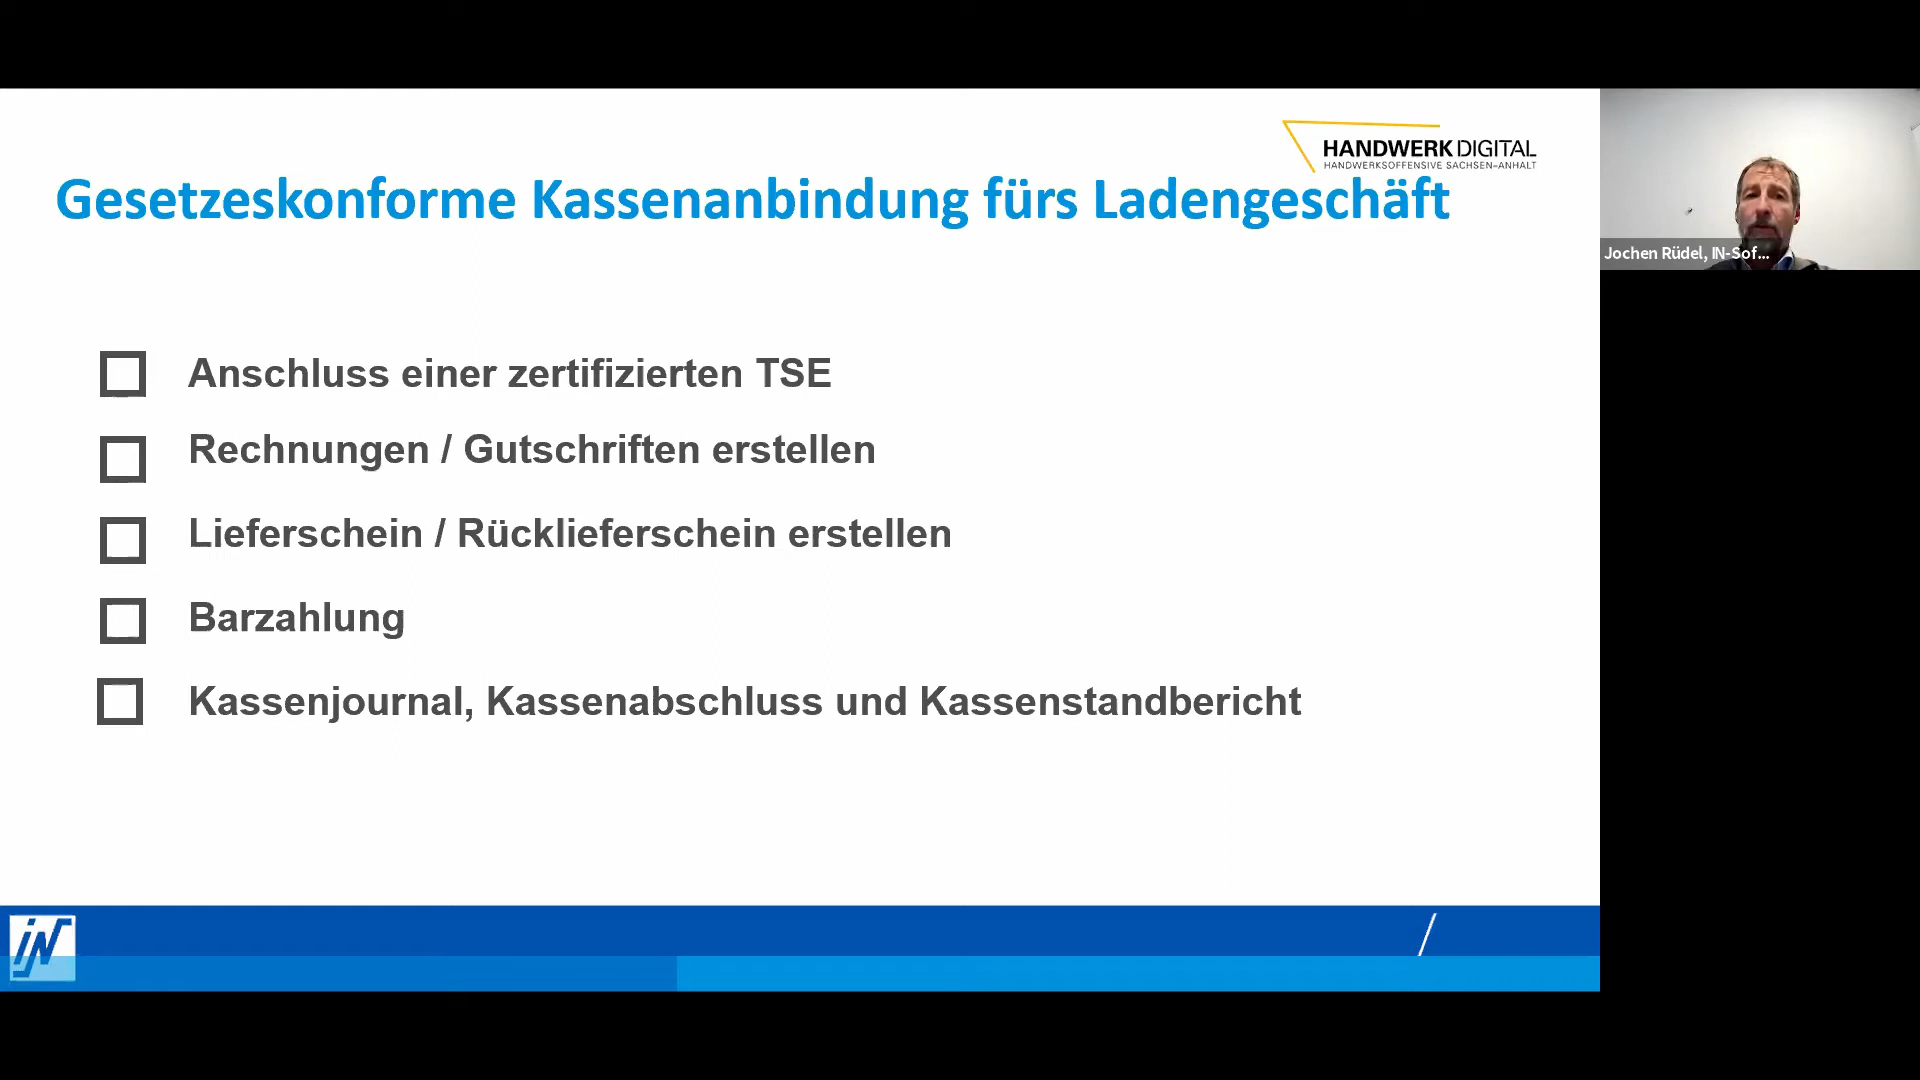 HANDWERK DIGITAL
HANDWERKSOFFENSIVE SACHSEN-ANHALT
Gesetzeskonforme Kassenanbindung fürs Ladengeschäft
Jochen Rüdel, IN-Sof...
Anschluss einer zertifizierten TSE
Rechnungen / Gutschriften erstellen
Lieferschein / Rücklieferschein erstellen
Barzahlung
Kassenjournal, Kassenabschluss und Kassenstandbericht
iN